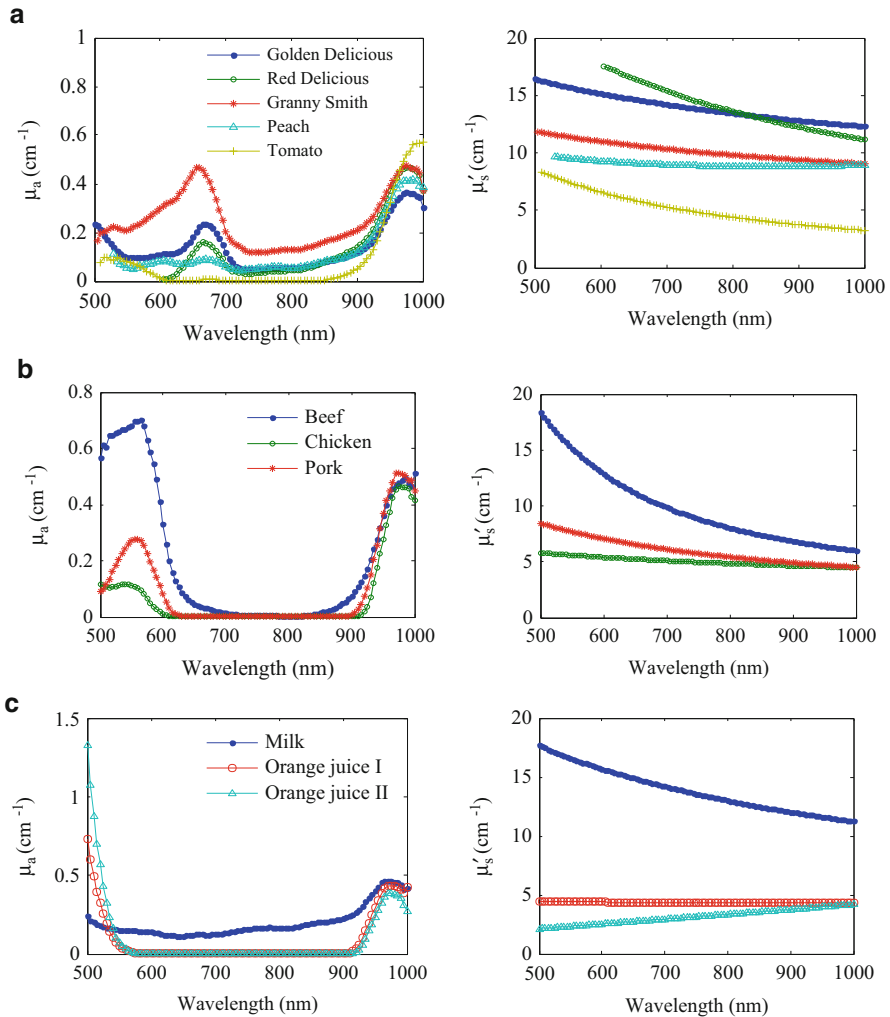 a
1
0.8
0.6
0.4
0.2
0
500 600 700 800 900 1000
μa (cm -1)
Wavelength (nm)
Golden Delicious
Red Delicious
Granny Smith
Peach
Tomato
20
15
10
5
0
500 600 700 800 900 1000
μs′ (cm -1)
Wavelength (nm)
b
0.8
0.6
0.4
0.2
0
500 600 700 800 900 1000
μa (cm -1)
Wavelength (nm)
Beef
Chicken
Pork
20
15
10
5
0
500 600 700 800 900 1000
μs′ (cm -1)
Wavelength (nm)
c
1.5
1
0.5
0
500 600 700 800 900 1000
μa (cm -1)
Wavelength (nm)
Milk
Orange juice I
Orange juice II
20
15
10
5
0
500 600 700 800 900 1000
μs′ (cm -1)
Wavelength (nm)